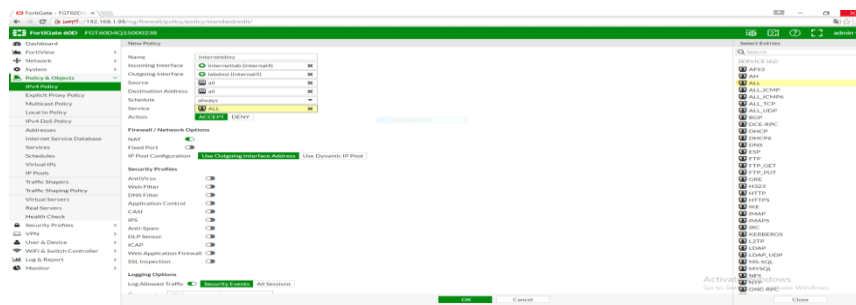 FortiGate - FGT60D
192.168.1.99/ng/firewall/policy/policy/standard/edit/
FortiGate 60D FGT60D4Q15000238
admin
Dashboard
FortiView
Network
System
Policy & Objects
IPv4 Policy
Explicit Proxy Policy
Multicast Policy
Local In Policy
IPv4 DoS Policy
Addresses
Internet Service Database
Services
Schedules
Virtual IPs
IP Pools
Traffic Shapers
Traffic Shaping Policy
Virtual Servers
Real Servers
Health Check
Security Profiles
VPN
User & Device
WiFi & Switch Controller
Log & Report
Monitor
New Policy
Name Internetdmz
Incoming Interface internetlab (internal4)
Outgoing Interface labdmz (internal5)
Source all
Destination Address all
Schedule always
Service ALL
Action ACCEPT DENY
Firewall / Network Options
NAT
Fixed Port
IP Pool Configuration Use Outgoing Interface Address Use Dynamic IP Pool
Security Profiles
AntiVirus
Web Filter
DNS Filter
Application Control
CASI
IPS
Anti-Spam
DLP Sensor
ICAP
Web Application Firewall
SSL Inspection
Logging Options
Log Allowed Traffic Security Events All Sessions
OK Cancel
Select Entries
Search
SERVICE (62)
AFS3
AH
ALL
ALL_ICMP
ALL_ICMP6
ALL_TCP
ALL_UDP
BGP
DCE-RPC
DHCP
DHCP6
DNS
ESP
FTP
FTP_GET
FTP_PUT
GRE
H323
HTTP
HTTPS
IKE
IMAP
IMAPS
IRC
KERBEROS
L2TP
LDAP
LDAP_UDP
MS-SQL
MYSQL
NFS
NTP
ONC-RPC
Close